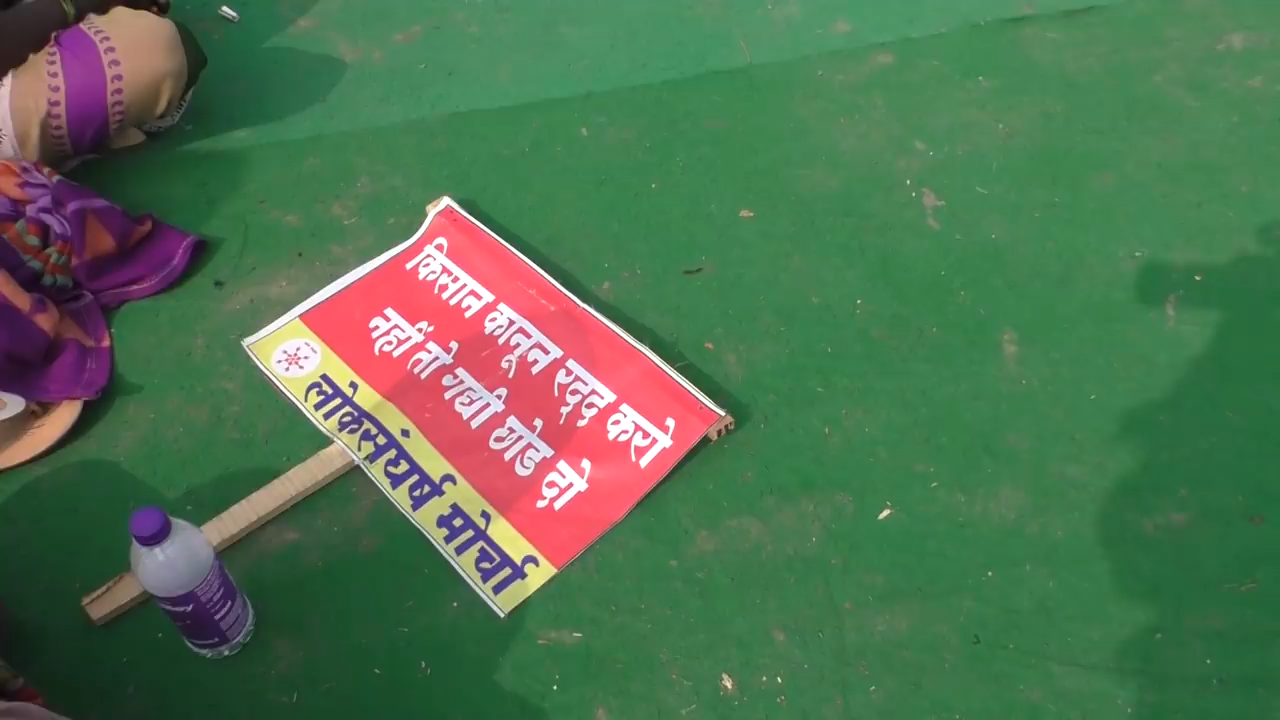 किसान कानून रद्द करो
नहीं तो गद्यी छोड दो
लोकसंघर्ष मोर्चा